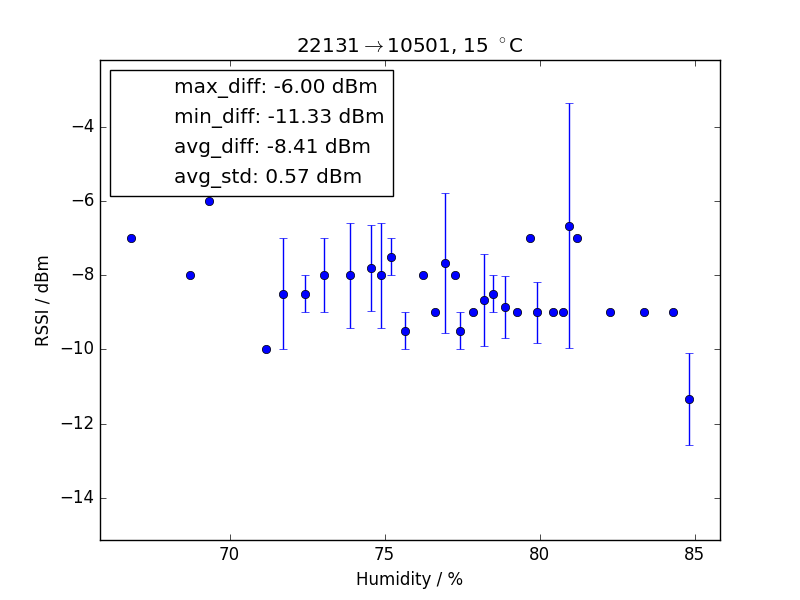 22131→10501, 15 °C
max_diff: -6.00 dBm
min_diff: -11.33 dBm
avg_diff: -8.41 dBm
avg_std: 0.57 dBm
RSSI / dBm
−4
−6
−8
−10
−12
−14
70 75 80 85
Humidity / %